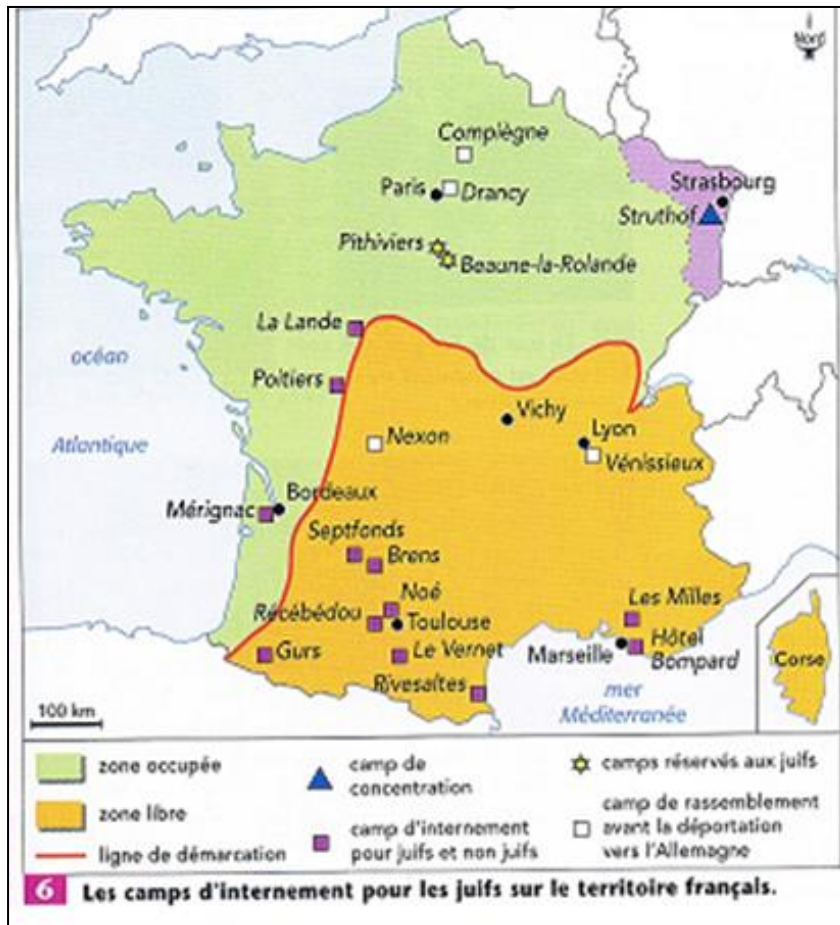 Nord
Compiègne
Paris
Drancy
Strasbourg
Struthof
Pithiviers
Beaune-la-Rolande
La Lande
océan
Poitiers
Vichy
Nexon
Lyon
Atlantique
Vénissieux
Bordeaux
Mérignac
Septfonds
Brens
Noé
Les Milles
Récébédou
Toulouse
Gurs
Le Vernet
Marseille
Hôtel
Bompard
Corse
Rivesaltes
mer
Méditerranée
100 km
zone occupée
zone libre
ligne de démarcation
camp de
concentration
camp d'internement
pour juifs et non juifs
camps réservés aux juifs
camp de rassemblement
avant la déportation
vers l'Allemagne
6 Les camps d'internement pour les juifs sur le territoire français.